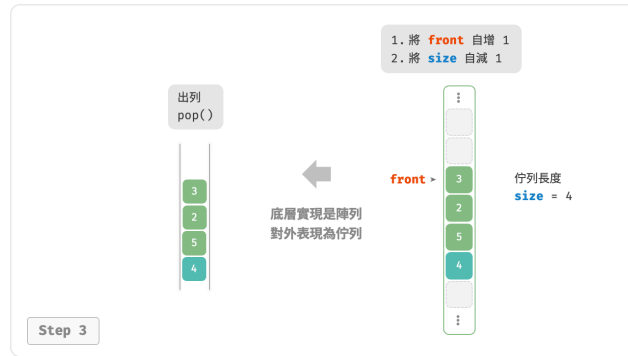 1. 將 front 自增 1
2. 將 size 自減 1
出列
pop()
3
2
5
4
底層實現是陣列
對外表現為佇列
front
3
2
5
4
佇列長度
size = 4
Step 3